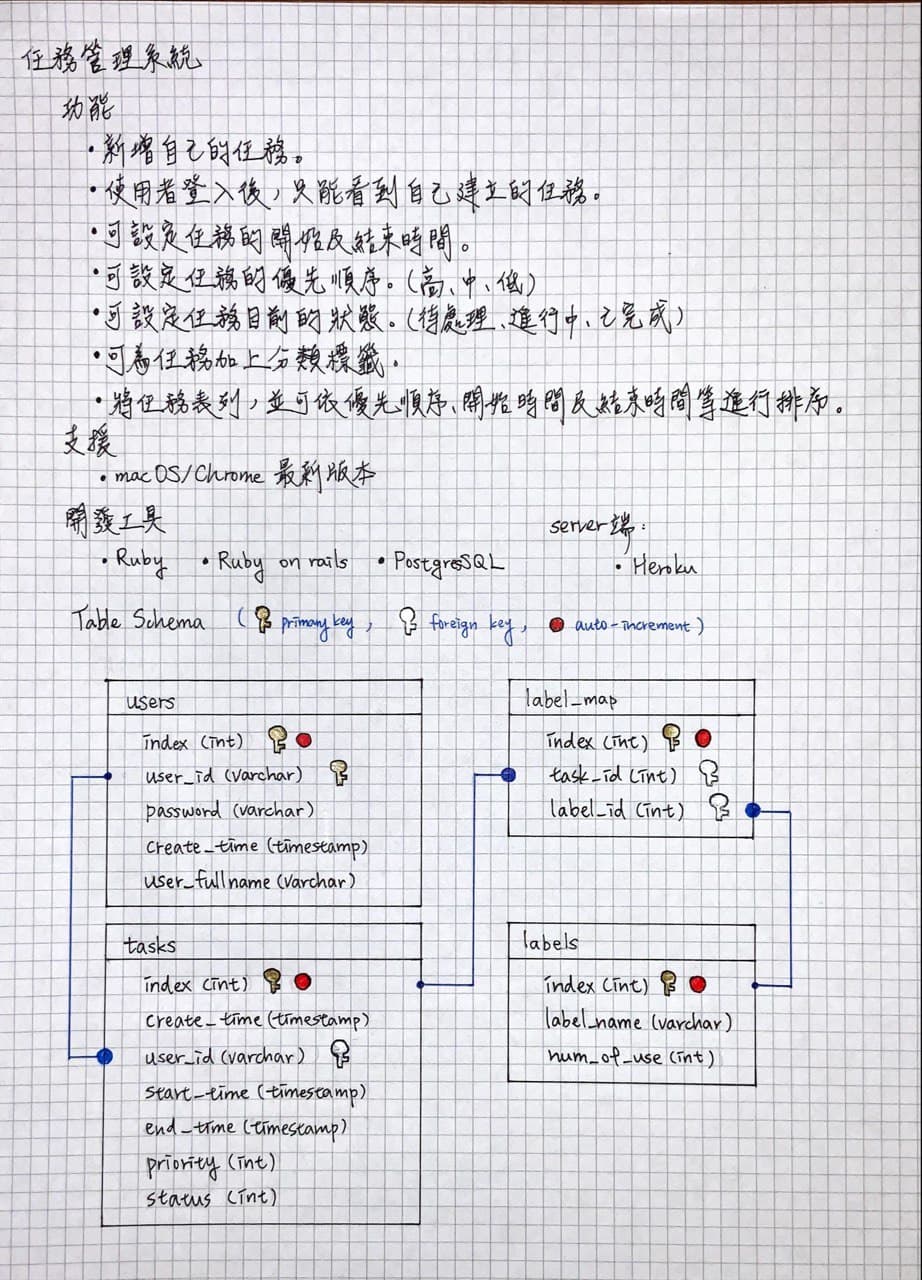 任務管理系統
功能
•新增自己的任務。
•使用者登入後，只能看到自己建立的任務。
•可設定任務的開始及結束時間。
•可設定任務的優先順序。(高、中、低)
•可設定任務目前的狀態。(待處理、進行中、已完成)
•可為任務加上分類標籤。
•將任務表列，並可依優先順序、開始時間及結束時間等進行排序。
支援
•macOS/Chrome 最新版本
開發工具
•Ruby •Ruby on rails •PostgreSQL
server端:
•Heroku
Table Schema ( primary key, foreign key, auto-increment)
users
index (int)
user_id (varchar)
password (varchar)
create_time (timestamp)
user_fullname (varchar)
label_map
index (int)
task_id (int)
label_id (int)
tasks
index (int)
create_time (timestamp)
user_id (varchar)
start_time (timestamp)
end_time (timestamp)
priority (int)
status (int)
labels
index (int)
label_name (varchar)
num_of_use (int)